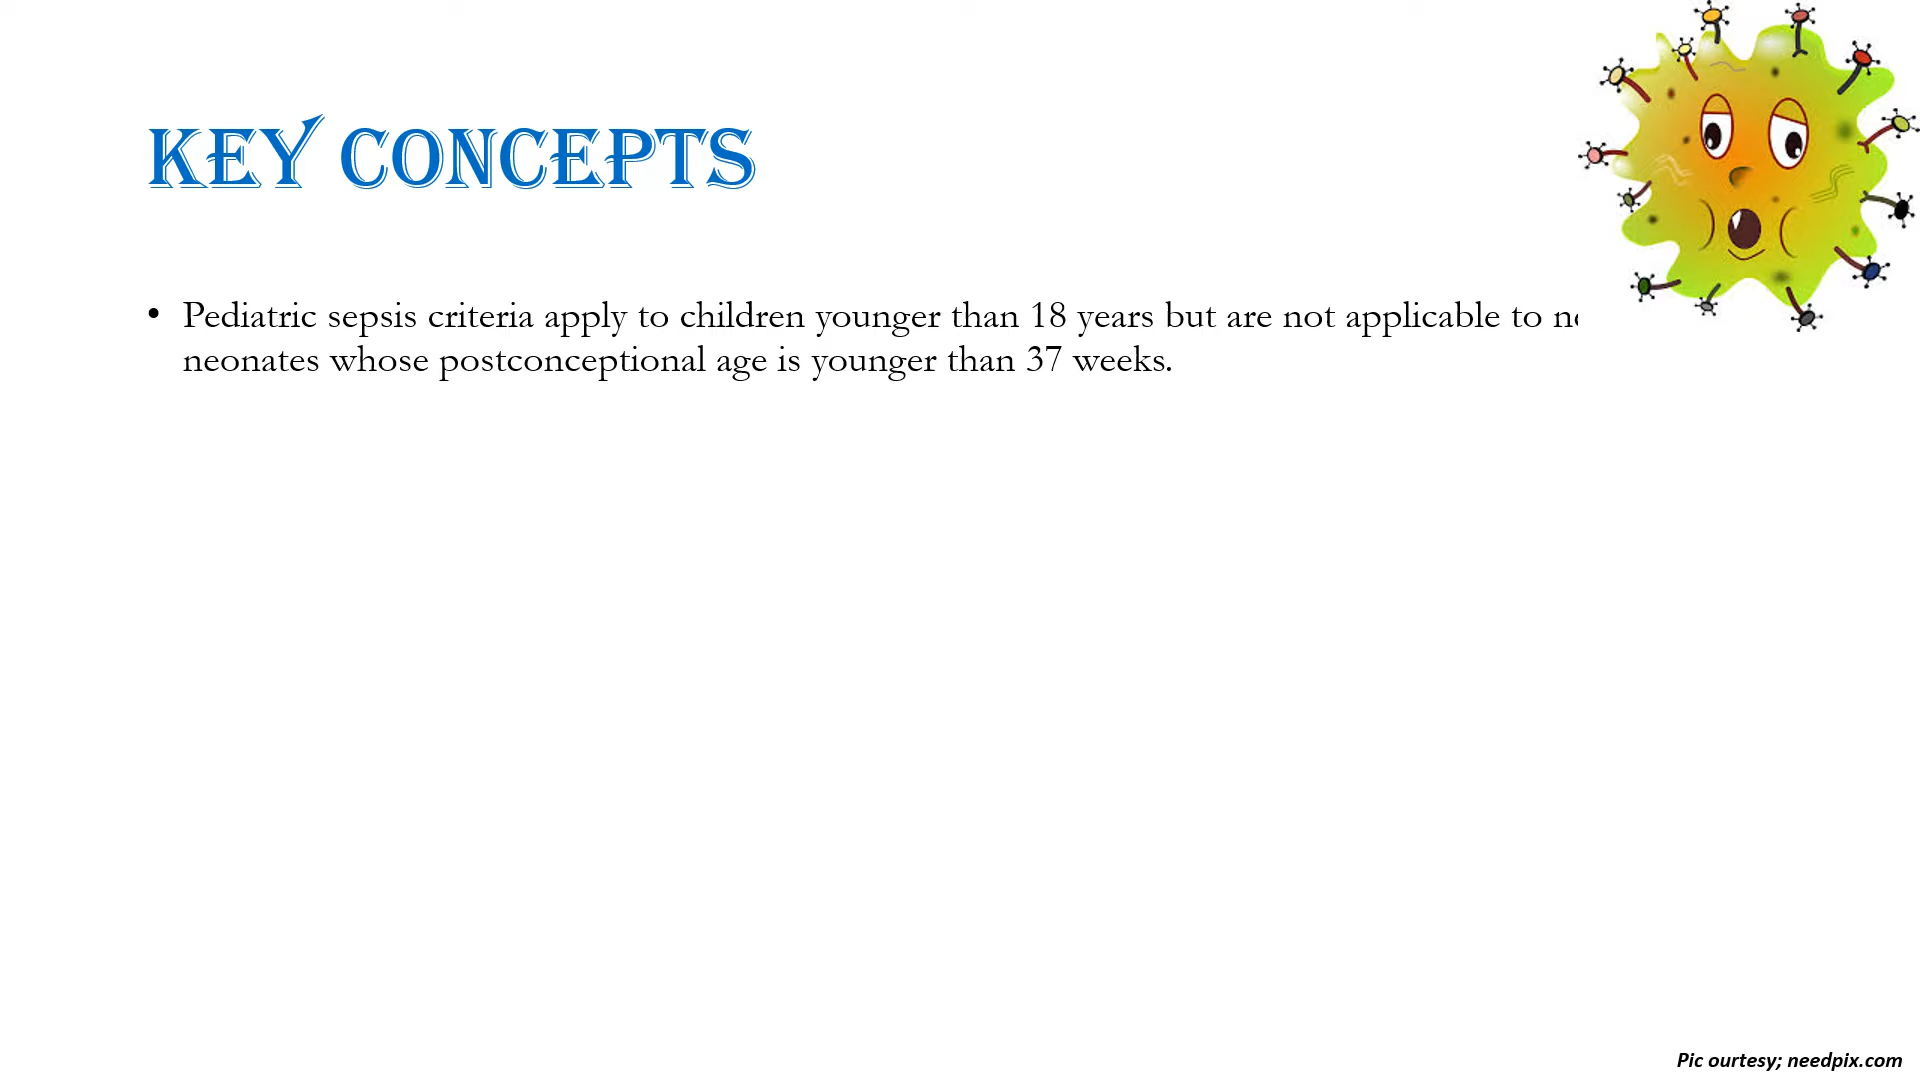 KEY CONCEPTS
• Pediatric sepsis criteria apply to children younger than 18 years but are not applicable to
neonates whose postconceptional age is younger than 37 weeks.
Pic ourtesy; needpix.com